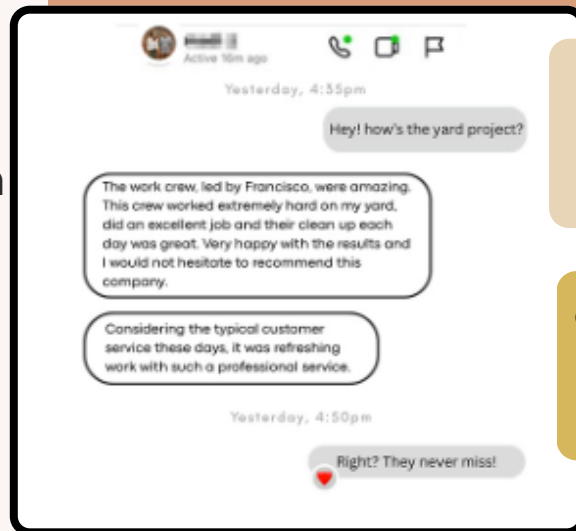 Active 16m ago
Yesterday, 4:35pm
Hey! how's the yard project?
The work crew, led by Francisco, were amazing.
This crew worked extremely hard on my yard,
did an excellent job and their clean up each
day was great. Very happy with the results and
I would not hesitate to recommend this
company.
Considering the typical customer
service these days, it was refreshing
work with such a professional service.
Yesterday, 4:50pm
Right? They never miss!